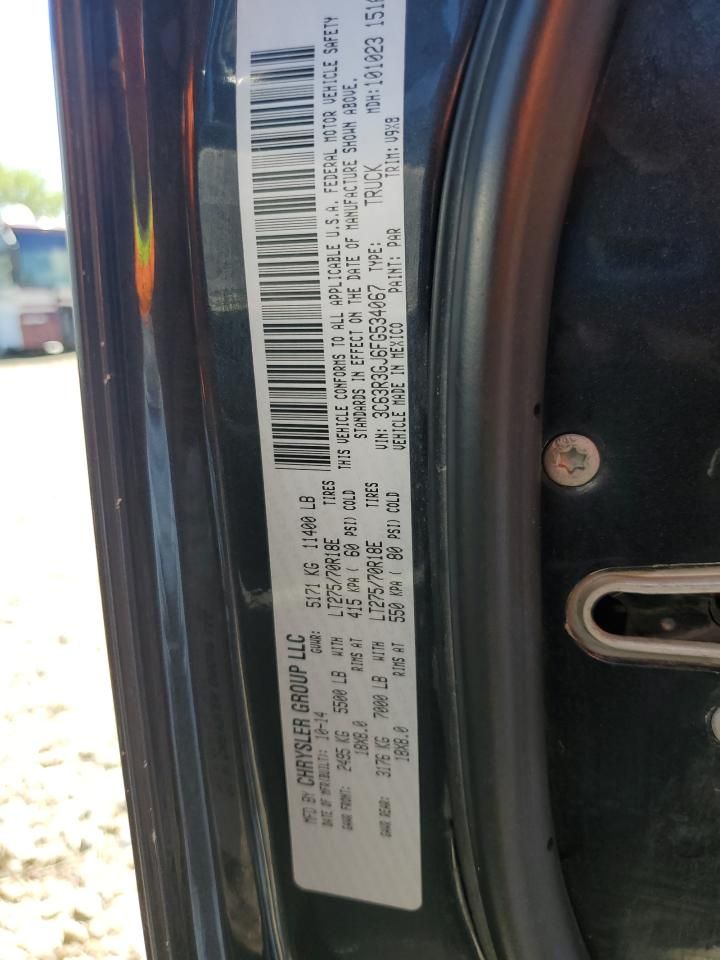 MFD BY CHRYSLER GROUP LLC
DATE OF MFR(BUILT): 10-14 GVWR: 5171 KG 11400 LB
GAWR FRONT: 2495 KG 5500 LB WITH LT275/70R18E TIRES
18X8.0 RIMS AT 415 KPA ( 60 PSI) COLD
GAWR REAR: 3176 KG 7000 LB WITH LT275/70R18E TIRES
18X8.0 RIMS AT 550 KPA ( 80 PSI) COLD
THIS VEHICLE CONFORMS TO ALL APPLICABLE U.S.A. FEDERAL MOTOR VEHICLE SAFETY
STANDARDS IN EFFECT ON THE DATE OF MANUFACTURE SHOWN ABOVE.
VIN: 3C63R3GJ6FG534067 TYPE: TRUCK MDH:101023 1516
VEHICLE MADE IN MEXICO PAINT: PAR TRIM: V9X8